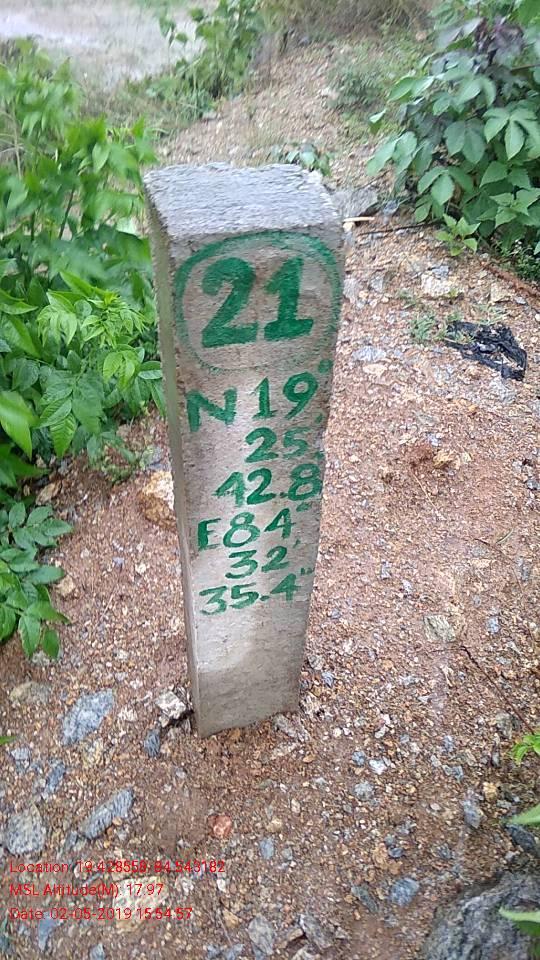 21
N 19°
25'
42.8
E 84°
32'
35.4"
Location :19.428558-84.543182
MSL Altitude(M): 17.97
Date: 02-05-2019 15:54:57